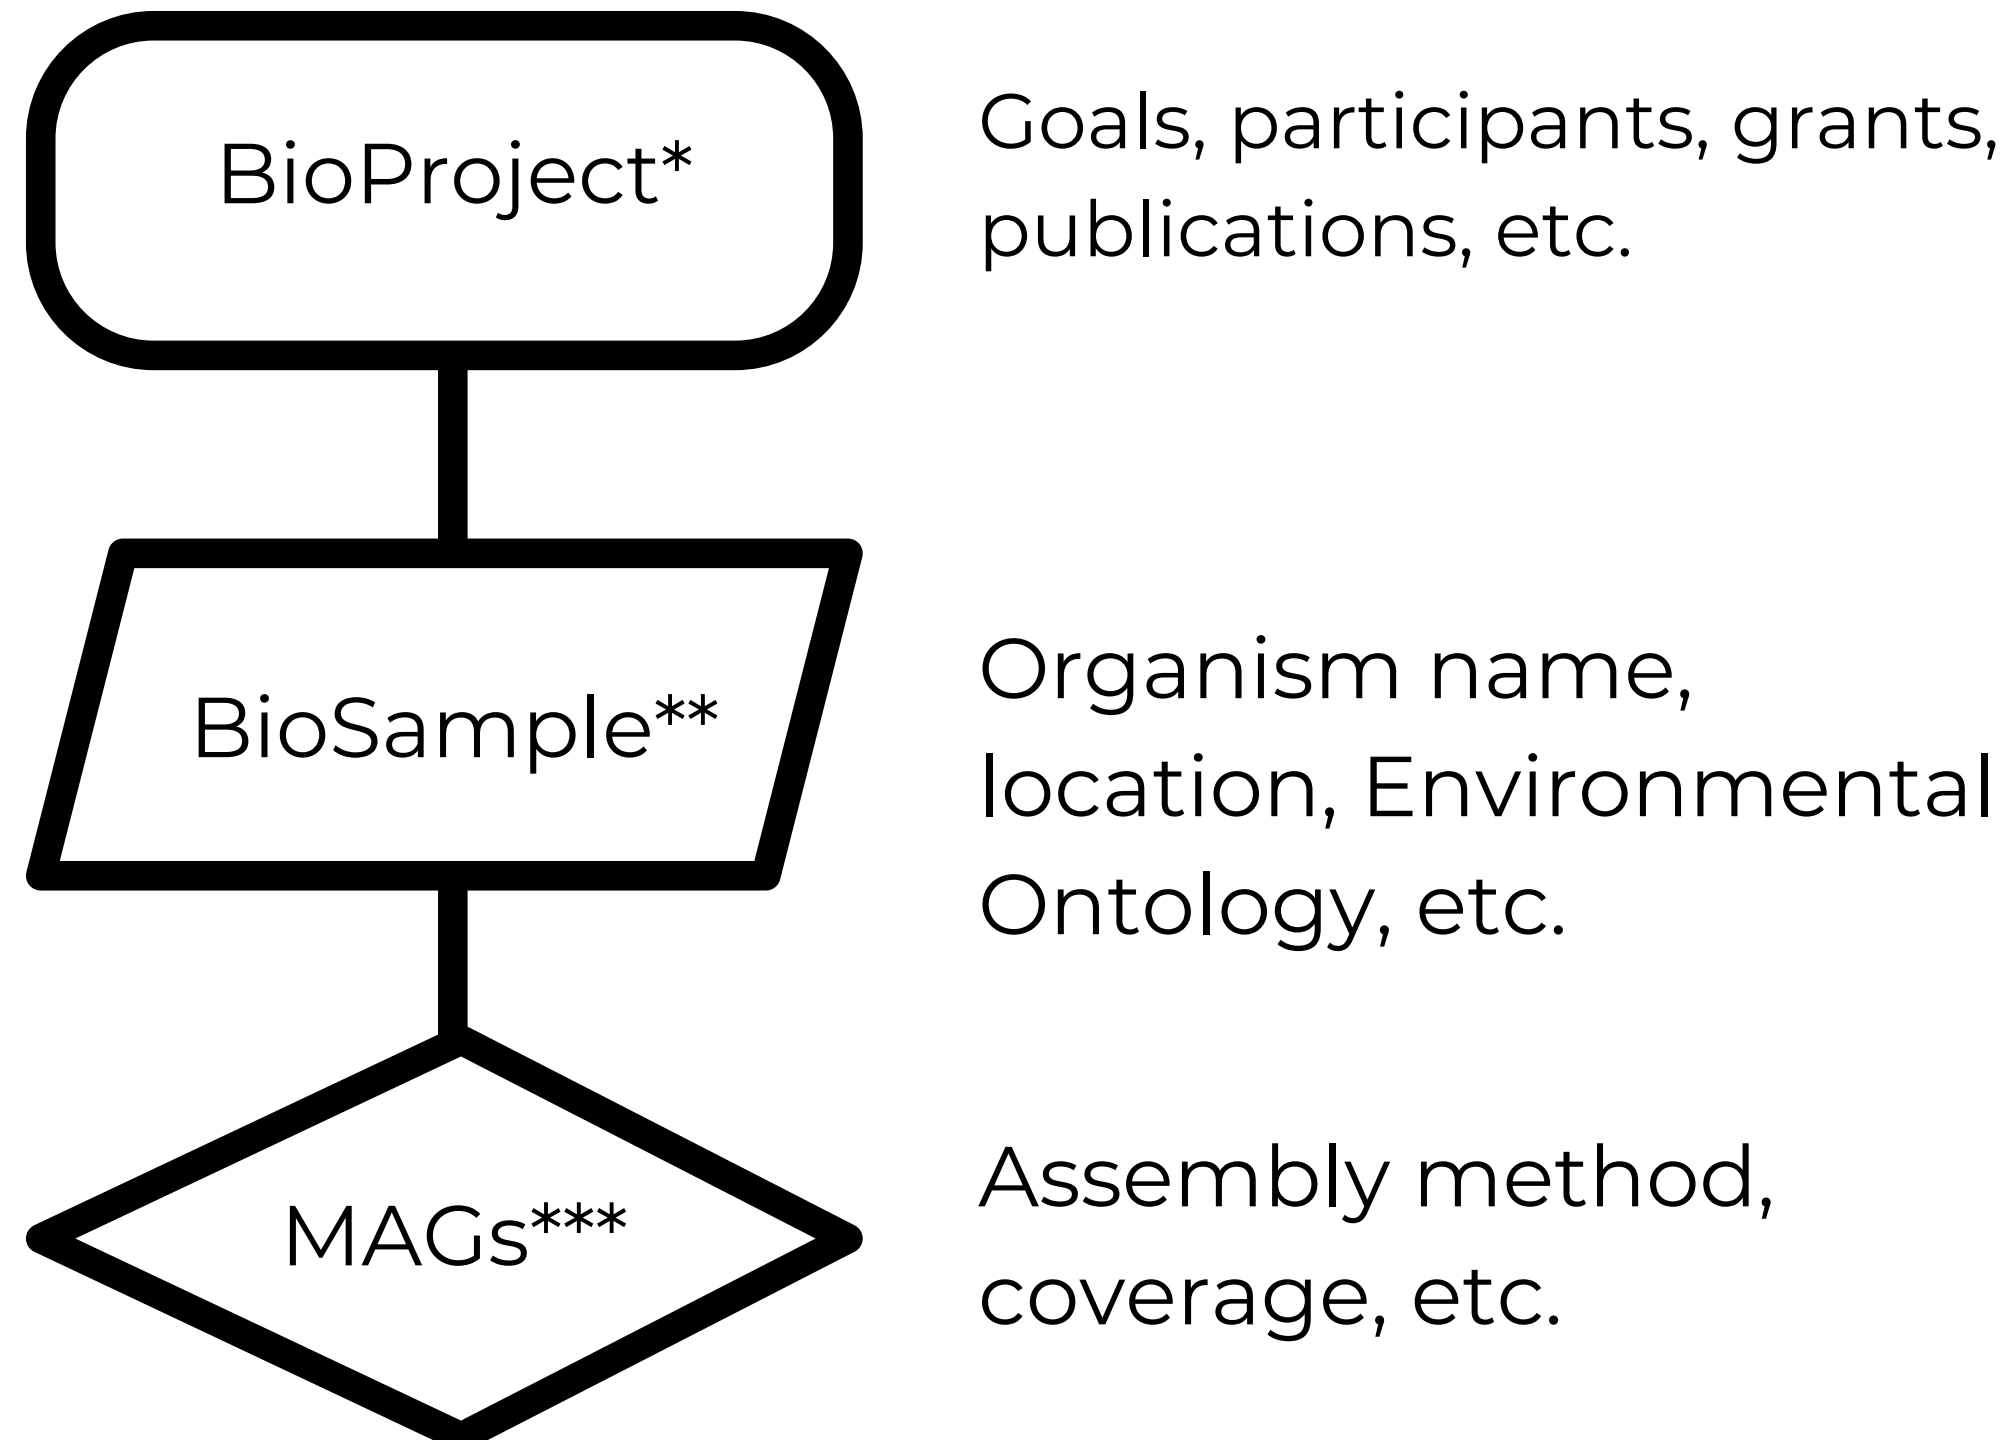 BioProject*
Goals, participants, grants,
publications, etc.
BioSample**
Organism name,
location, Environmental
Ontology, etc.
MAGs***
Assembly method,
coverage, etc.